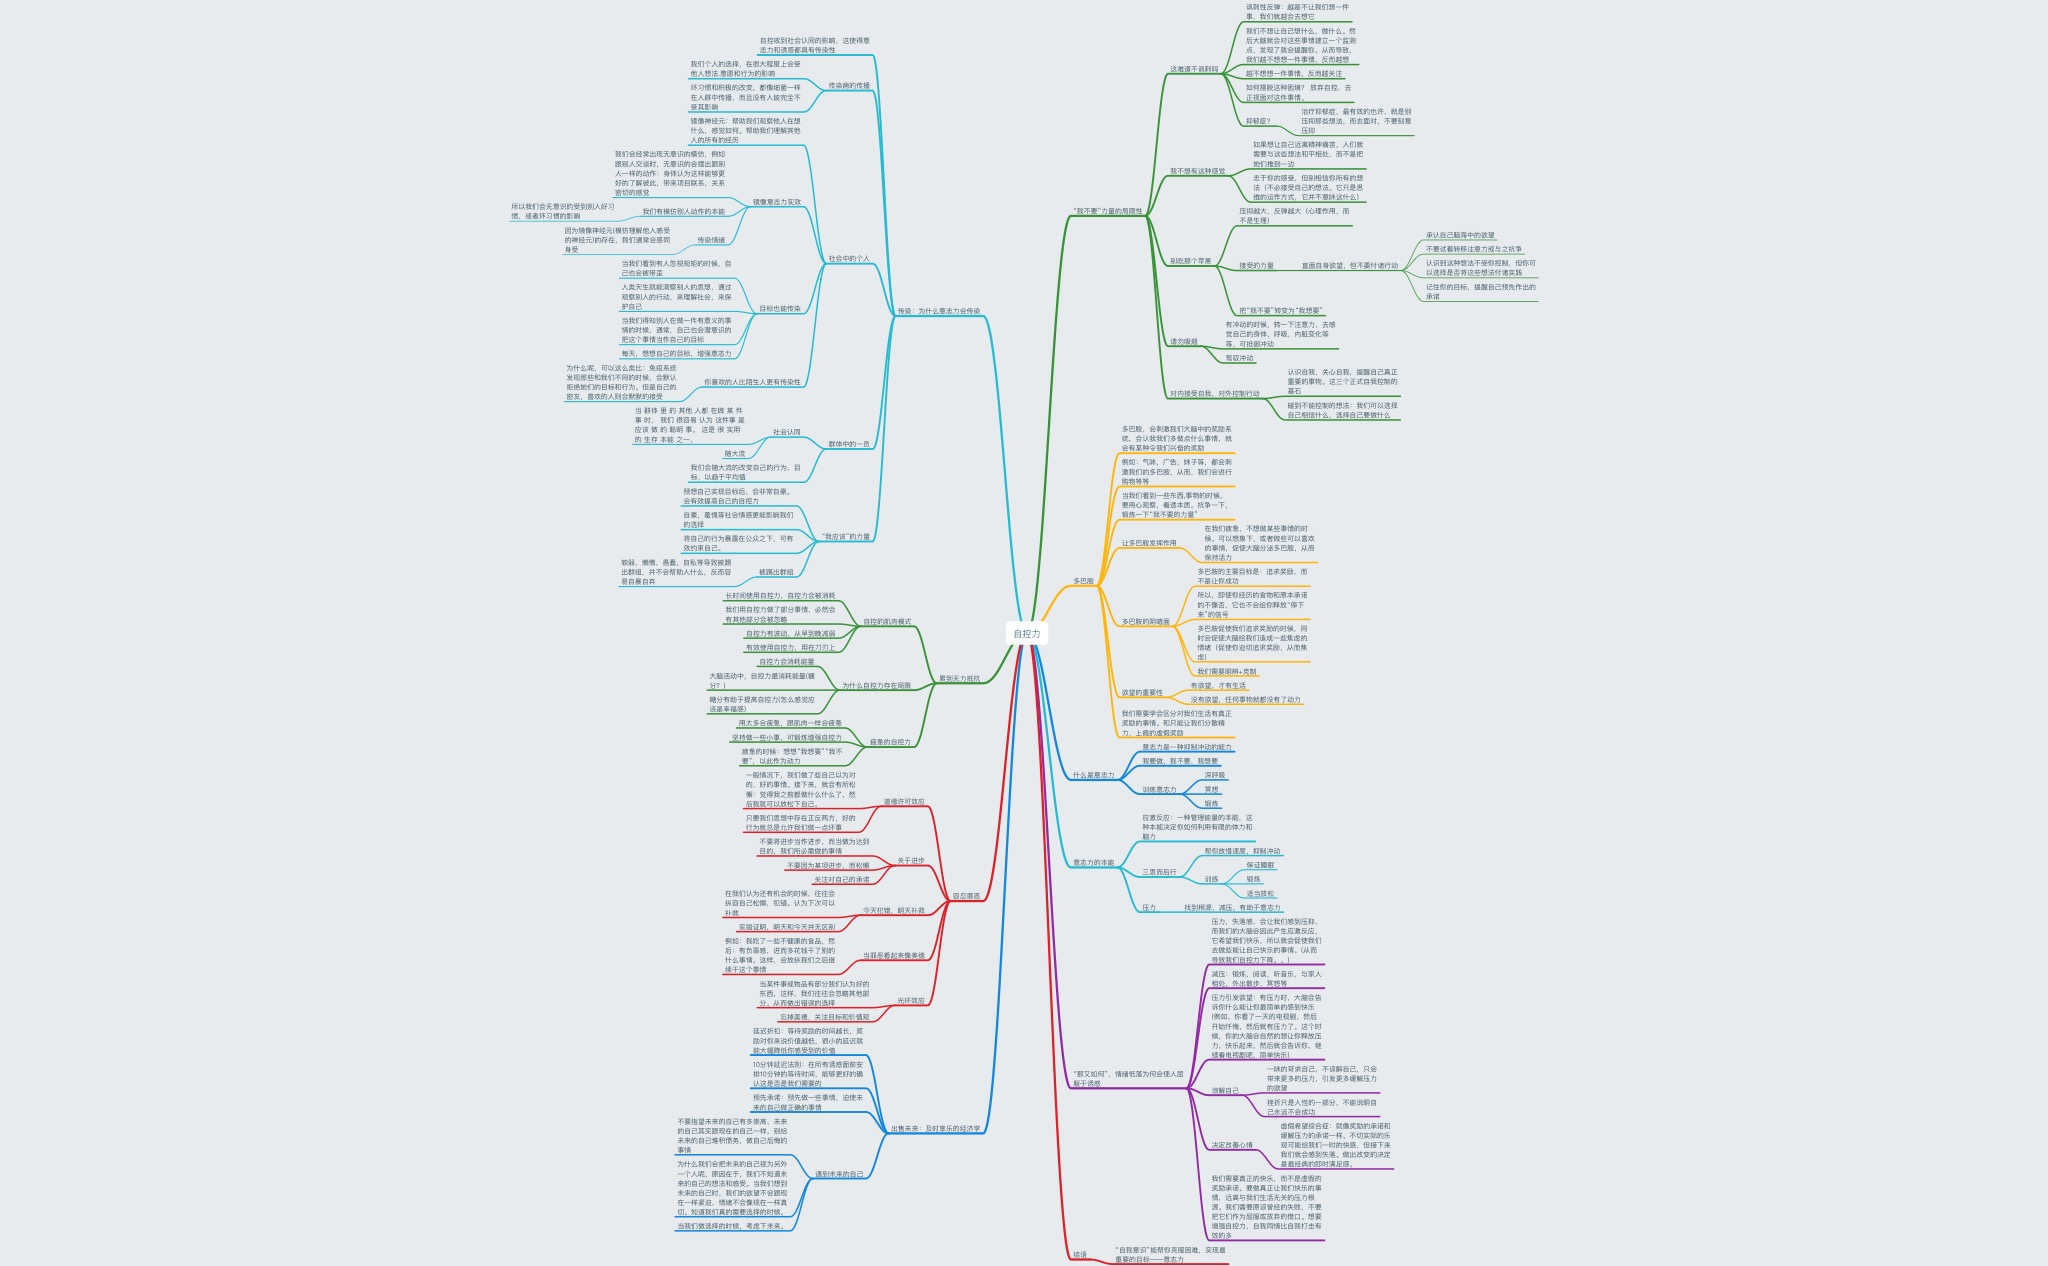 自控力
“我不要”力量的局限性
这难道不讽刺吗
讽刺性反弹：越是不让我们想一件
事，我们就越会去想它
我们不想让自己想什么，做什么。然
后大脑就会对这些事情建立一个监测
点，发现了就会提醒你。从而导致，
我们越不想想一件事情，反而越想
越不想想一件事情，反而越关注
如何摆脱这种困境？ 放弃自控，去
正视面对这件事情。
抑郁症？
治疗抑郁症，最有效的也许，就是别
压抑那些想法，而去面对，不要刻意
压抑
我不想有这种感觉
如果想让自己远离精神痛苦，人们就
需要与这些想法和平相处，而不是把
她们推到一边
忠于你的感受，但别相信你所有的想
法（不必接受自己的想法。它只是思
维的运作方式，它并不意味这什么）
别吃那个苹果
压抑越大，反弹越大（心理作用，而
不是生理）
接受的力量
直面自身欲望，但不要付诸行动
承认自己脑海中的欲望
不要试着转移注意力或与之抗争
认识到这种想法不受你控制，但你可
以选择是否将这些想法付诸实践
记住你的目标，提醒自己预先作出的
承诺
把“我不要”转变为“我想要”
请勿吸烟
有冲动的时候，转一下注意力，去感
觉自己的身体，呼吸，内脏变化等
等，可抵御冲动
驾驭冲动
对内接受自我，对外控制行动
认识自我，关心自我，提醒自己真正
重要的事物。这三个正式自我控制的
基石
碰到不能控制的想法：我们可以选择
自己相信什么，选择自己要做什么
多巴胺
多巴胺，会刺激我们大脑中的奖励系
统，会认我我们多做点什么事情，就
会有某种令我们兴奋的奖励
例如：气味，广告，妹子等，都会刺
激我们的多巴胺，从而，我们会进行
购物等等
当我们看到一些东西,事物的时候，
要用心观察，看透本质。抗争一下，
锻炼一下“我不要的力量”
让多巴胺发挥作用
在我们疲惫，不想做某些事情的时
候。可以想象下，或者做些可以喜欢
的事情，促使大脑分泌多巴胺，从而
保持活力
多巴胺的阴暗面
多巴胺的主要目标是：追求奖励，而
不是让你成功
所以，即使你经历的食物和原本承诺
的不像否，它也不会给你释放“停下
来”的信号
多巴胺促使我们追求奖励的时候，同
时会促使大脑给我们造成一些焦虑的
情绪（促使你迫切追求奖励，从而焦
虑）
我们需要明辨+克制
欲望的重要性
有欲望，才有生活
没有欲望，任何事物就都没有了动力
我们需要学会区分对我们生活有真正
奖励的事情。和只能让我们分散精
力，上瘾的虚假奖励
什么是意志力
意志力是一种抑制冲动的能力
我要做，我不要，我想要
训练意志力
深呼吸
冥想
锻炼
意志力的本能
应激反应：一种管理能量的本能，这
种本能决定你如何利用有限的体力和
脑力
三思而后行
帮你放慢速度，抑制冲动
训练
保证睡眠
锻炼
适当放松
压力
找到根源，减压，有助于意志力
“那又如何”，情绪低落为何会使人屈
服于诱惑
压力，失落感，会让我们感到压抑，
而我们的大脑会因此产生应激反应，
它希望我们快乐，所以就会促使我们
去做些能让自己快乐的事情。(从而
导致我们自控力下降。。)
减压：锻炼，阅读，听音乐，与家人
相处，外出散步，冥想等
压力引发欲望：有压力时，大脑会告
诉你什么能让你最简单的感到快乐
(例如，你看了一天的电视剧，然后
开始忏悔，然后就有压力了。这个时
候，你的大脑会自然的想让你释放压
力，快乐起来，然后就会告诉你，继
续看电视剧吧，简单快乐)
谅解自己
一味的苛求自己，不谅解自己，只会
带来更多的压力，引发更多缓解压力
的欲望
挫折只是人性的一部分，不能说明自
己永远不会成功
决定改善心情
虚假希望综合症：就像奖励的承诺和
缓解压力的承诺一样。不切实际的乐
观可能给我们一时的快感，但接下来
我们就会感到失落。做出改变的决定
是最经典的即时满足感。
我们需要真正的快乐，而不是虚假的
奖励承诺。要做真正让我们快乐的事
情，远离与我们生活无关的压力根
源。我们需要原谅曾经的失败，不要
把它们作为屈服或放弃的借口。想要
增强自控力，自我同情比自我打击有
效的多
结语
“自我意识”能帮你克服困难，实现最
重要的目标——意志力
传染：为什么意志力会传染
自控收到社会认同的影响，这使得意
志力和诱惑都具有传染性
传染病的传播
我们个人的选择，在很大程度上会受
他人想法,意愿和行为的影响
坏习惯和积极的改变，都像细菌一样
在人群中传播，而且没有人能完全不
受其影响
社会中的个人
镜像神经元：帮助我们观察他人在想
什么，感觉如何。帮助我们理解其他
人的所有的经历
镜像意志力实效
我们会经常出现无意识的模仿，例如
跟别人交谈时，无意识的会摆出跟别
人一样的动作：身体认为这样能够更
好的了解彼此，带来项目联系，关系
密切的感觉
我们有模仿别人动作的本能
所以我们会无意识的受到别人好习
惯，或者坏习惯的影响
传染情绪
因为镜像神经元(模仿理解他人感受
的神经元)的存在，我们通常会感同
身受
目标也能传染
当我们看到有人忽视规矩的时候，自
己也会被带歪
人类天生就能洞察别人的思想，通过
观察别人的行动，来理解社会，来保
护自己
当我们得知别人在做一件有意义的事
情的时候，通常，自己也会潜意识的
把这个事情当作自己的目标
每天，想想自己的目标，增强意志力
你喜欢的人比陌生人更有传染性
为什么呢，可以这么类比：免疫系统
发现那些和我们不同的时候，会默认
拒绝她们的目标和行为。但是自己的
密友，喜欢的人则会默默的接受
群体中的一员
社会认同
当 群体 里 的 其他 人都 在做 某 件
事 时， 我们 很容易 认为 这件事 是
应该 做 的 聪明 事。 这是 很 实用
的 生存 本能 之一。
随大流
我们会随大流的改变自己的行为，目
标，以趋于平均值
“我应该”的力量
预想自己实现目标后，会非常自豪。
会有效提高自己的自控力
自豪，羞愧等社会情感更能影响我们
的选择
将自己的行为暴露在公众之下，可有
效约束自己。
被踢出群组
软弱，懒惰，愚蠢，自私等导致被踢
出群组，并不会帮助人什么，反而容
易自暴自弃
累到无力抵抗
自控的肌肉模式
长时间使用自控力，自控力会被消耗
我们用自控力做了部分事情，必然会
有其他部分会被忽略
自控力有波动，从早到晚减弱
有效使用自控力，用在刀刃上
为什么自控力存在局限
自控力会消耗能量
大脑活动中，自控力最消耗能量(糖
分？)
糖分有助于提高自控力(怎么感觉应
该是幸福感)
疲惫的自控力
用太多会疲惫，跟肌肉一样会疲惫
坚持做一些小事，可锻炼增强自控力
疲惫的时候：想想“我想要” “我不
要”，以此作为动力
容忍罪恶
道德许可效应
一般情况下，我们做了些自己以为对
的，好的事情。接下来，就会有所松
懈：觉得我之前都做什么什么了，然
后我就可以放松下自己。
只要我们思想中存在正反两方，好的
行为就总是允许我们做一点坏事
关于进步
不要将进步当作进步，而当做为达到
目的，我们所必需做的事情
不要因为某项进步，而松懈
关注对自己的承诺
今天犯错，明天补救
在我们认为还有机会的时候，往往会
纵容自己松懈，犯错。认为下次可以
补救
实验证明，明天和今天并无区别
当罪恶看起来像美德
例如：我吃了一些不健康的食品，然
后：有负罪感，进而多花钱干了别的
什么事情。这样，会放纵我们之后继
续干这个事情
光环效应
当某件事或物品有部分我们认为好的
东西，这样，我们往往会忽略其他部
分。从而做出错误的选择
忘掉美德，关注目标和价值观
出售未来：及时享乐的经济学
延迟折扣：等待奖励的时间越长，奖
励对你来说价值越低，很小的延迟就
能大幅降低你感受到的价值
10分钟延迟法则：在所有诱惑面前安
排10分钟的等待时间，能够更好的确
认这是否是我们需要的
预先承诺：预先做一些事情，迫使未
来的自己做正确的事情
遇到未来的自己
不要指望未来的自己有多崇高，未来
的自己其实跟现在的自己一样，别给
未来的自己堆积债务，做自己后悔的
事情
为什么我们会把未来的自己视为另外
一个人呢，原因在于，我们不知道未
来的自己的想法和感受。当我们想到
未来的自己时，我们的欲望不会跟现
在一样紧迫，情绪不会像现在一样真
切。知道我们真的需要选择的时候。
当我们做选择的时候，考虑下未来。